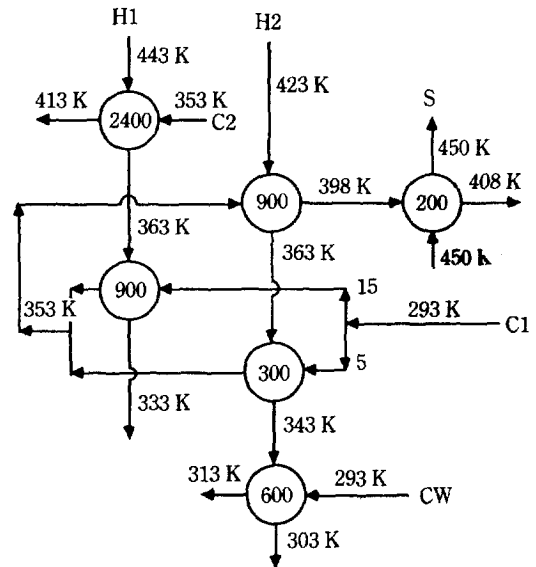 H1
H2
443 K
423 K
413 K
353 K
2400
C2
S
450 K
398 K
408 K
900
200
363 K
363 K
450 k
900
15
293 K
353 K
C1
300
5
333 K
343 K
313 K
293 K
600
CW
303 K